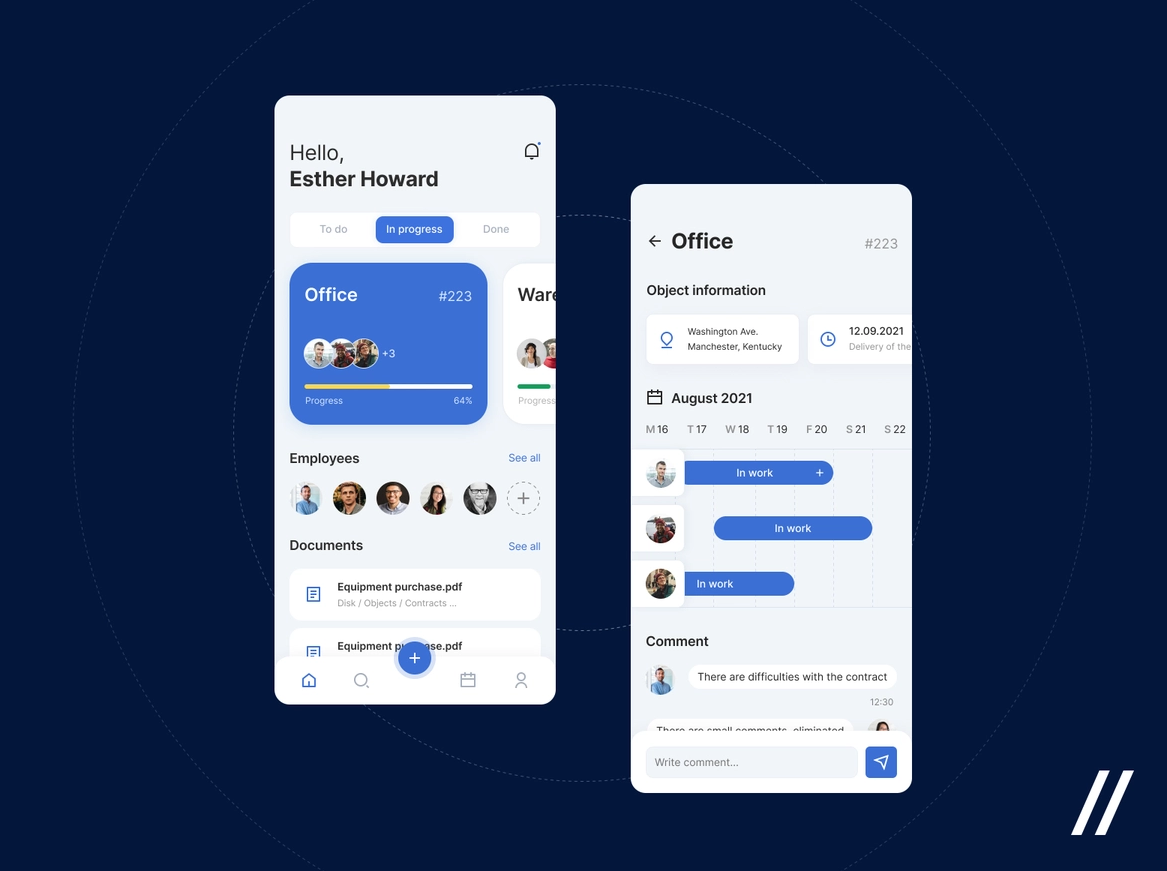 Hello,
Esther Howard
To do
In progress
Done
Office
#223
+3
Progress
64%
Ware
Progress
Employees
See all
Documents
See all
Equipment purchase.pdf
Disk / Objects / Contracts ...
Equipment purchase.pdf
Office
#223
Object information
Washington Ave.
Manchester, Kentucky
12.09.2021
Delivery of the
August 2021
M 16 T 17 W 18 T 19 F 20 S 21 S 22
In work
In work
In work
Comment
There are difficulties with the contract
12:30
There are small comments, eliminated
Write comment...